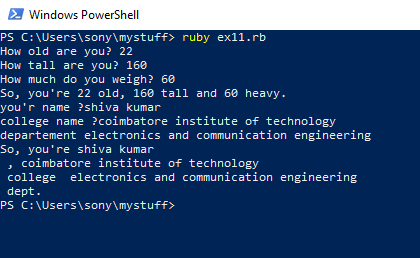 Windows PowerShell
PS C:\Users\sony\mystuff> ruby ex11.rb
How old are you? 22
How tall are you? 160
How much do you weigh? 60
So, you're 22 old, 160 tall and 60 heavy.
you'r name ?shiva kumar
college name ?coimbatore institute of technology
departement electronics and communication engineering
So, you're shiva kumar
 , coimbatore institute of technology
 college  electronics and communication engineering
 dept.
PS C:\Users\sony\mystuff>